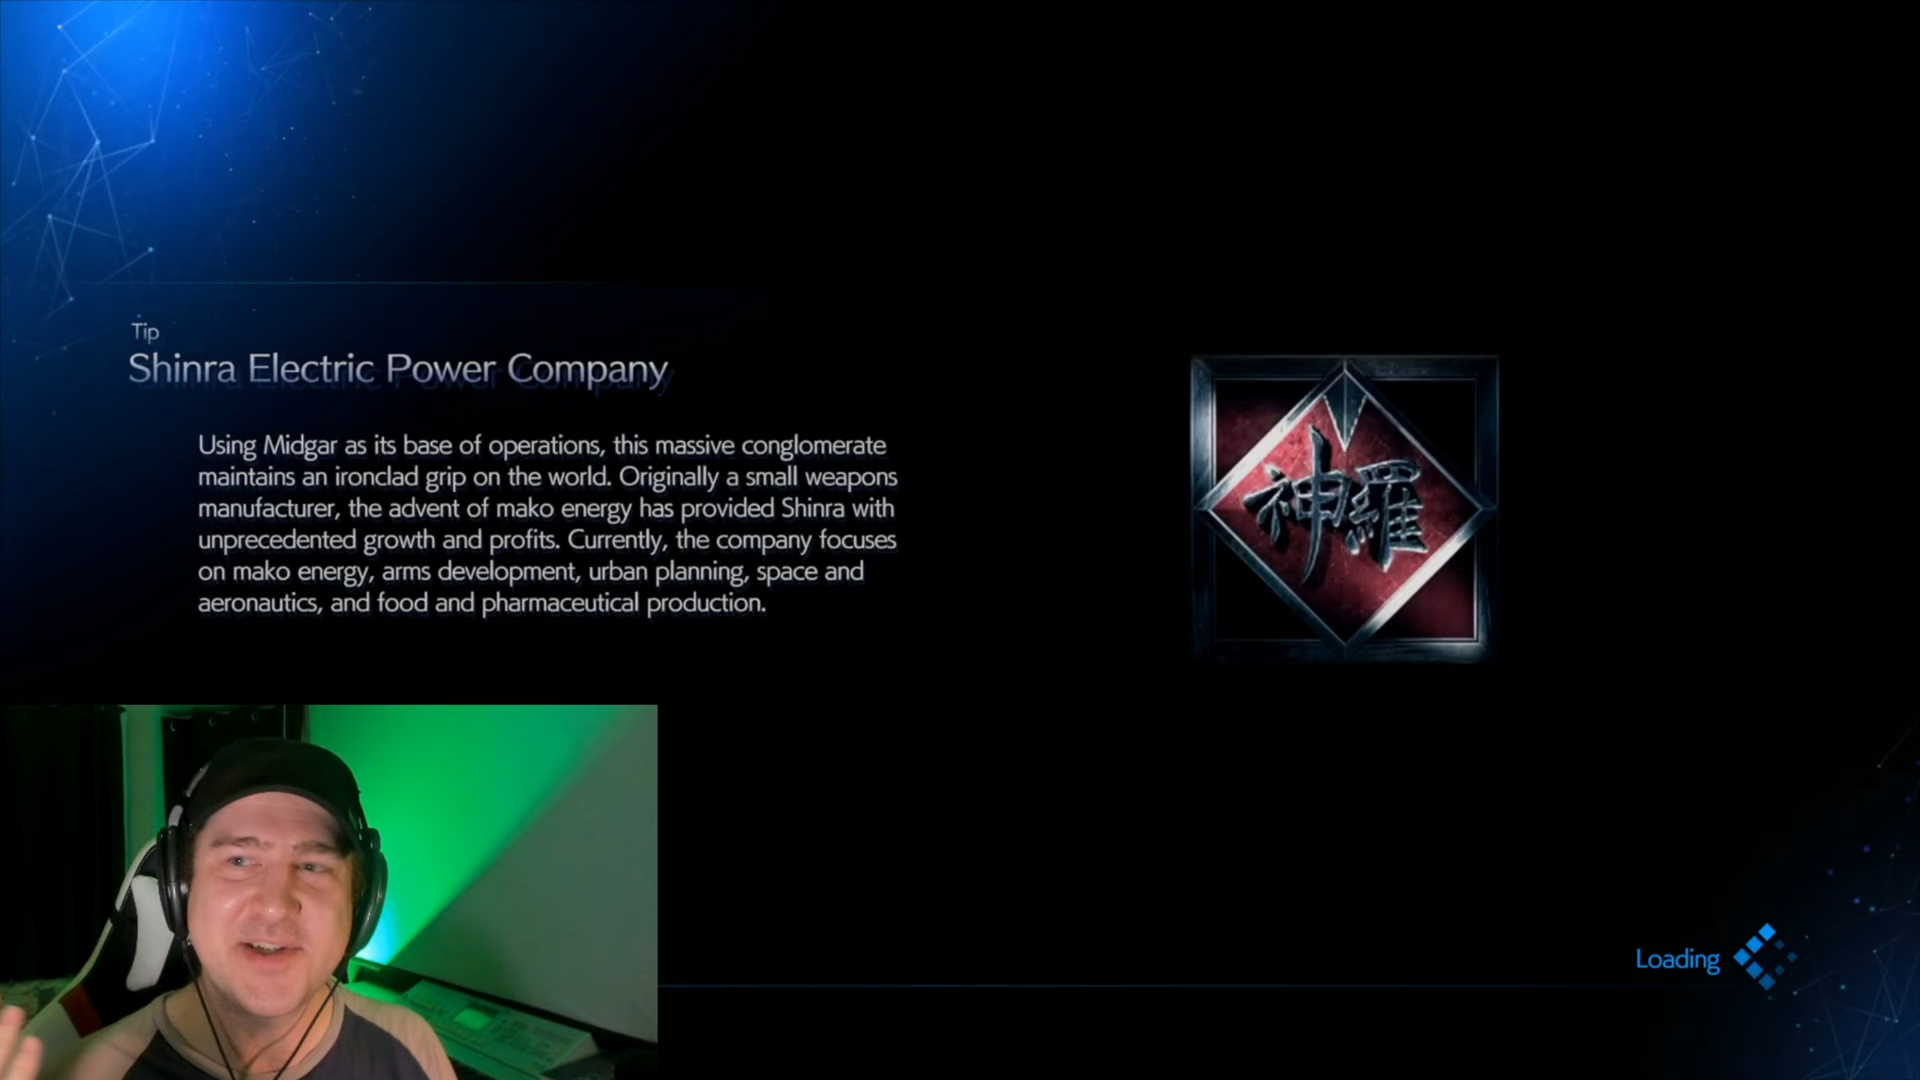 Tip
Shinra Electric Power Company
Using Midgar as its base of operations, this massive conglomerate
maintains an ironclad grip on the world. Originally a small weapons
manufacturer, the advent of mako energy has provided Shinra with
unprecedented growth and profits. Currently, the company focuses
on mako energy, arms development, urban planning, space and
aeronautics, and food and pharmaceutical production.
神羅
Loading